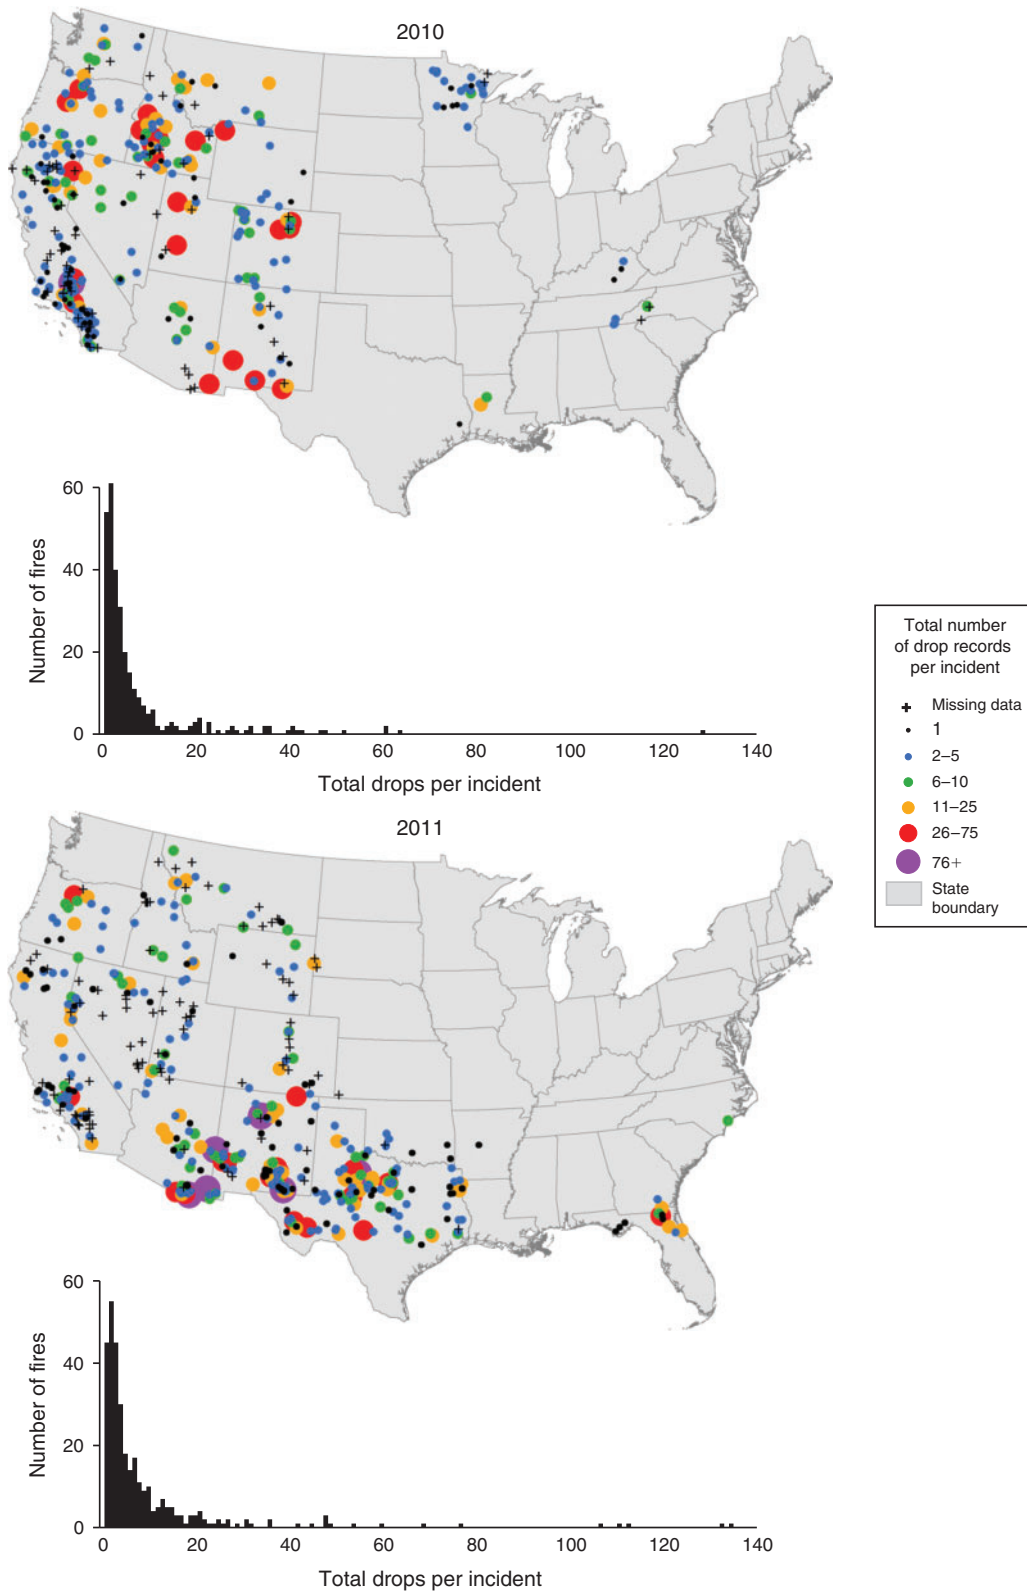 2010
60
40
20
0
Number of fires
0 20 40 60 80 100 120 140
Total drops per incident
Total number
of drop records
per incident
Missing data
1
2–5
6–10
11–25
26–75
76+
State
boundary
2011
60
40
20
0
Number of fires
0 20 40 60 80 100 120 140
Total drops per incident